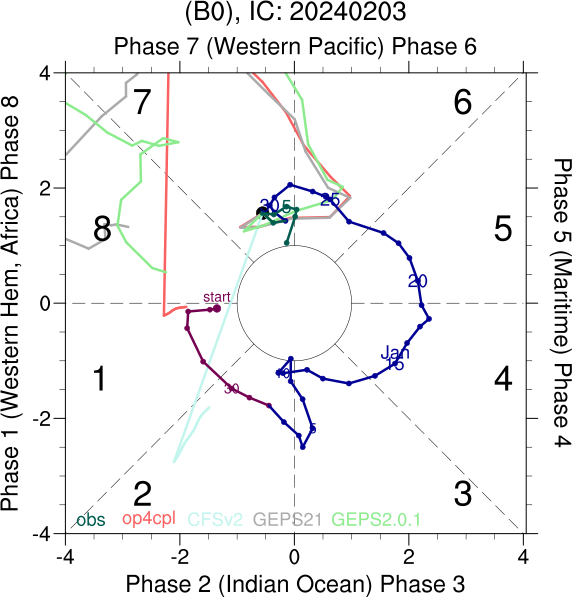 (B0), IC: 20240203
Phase 7 (Western Pacific) Phase 6
Phase 1 (Western Hem, Africa) Phase 8
Phase 5 (Maritime) Phase 4
4
2
0
-2
-4
7
6
8
5
1
4
2
3
30
5
25
20
start
Jan
15
10
30
5
obs op4cpl CFSv2 GEPS21 GEPS2.0.1
-4 -2 0 2 4
Phase 2 (Indian Ocean) Phase 3